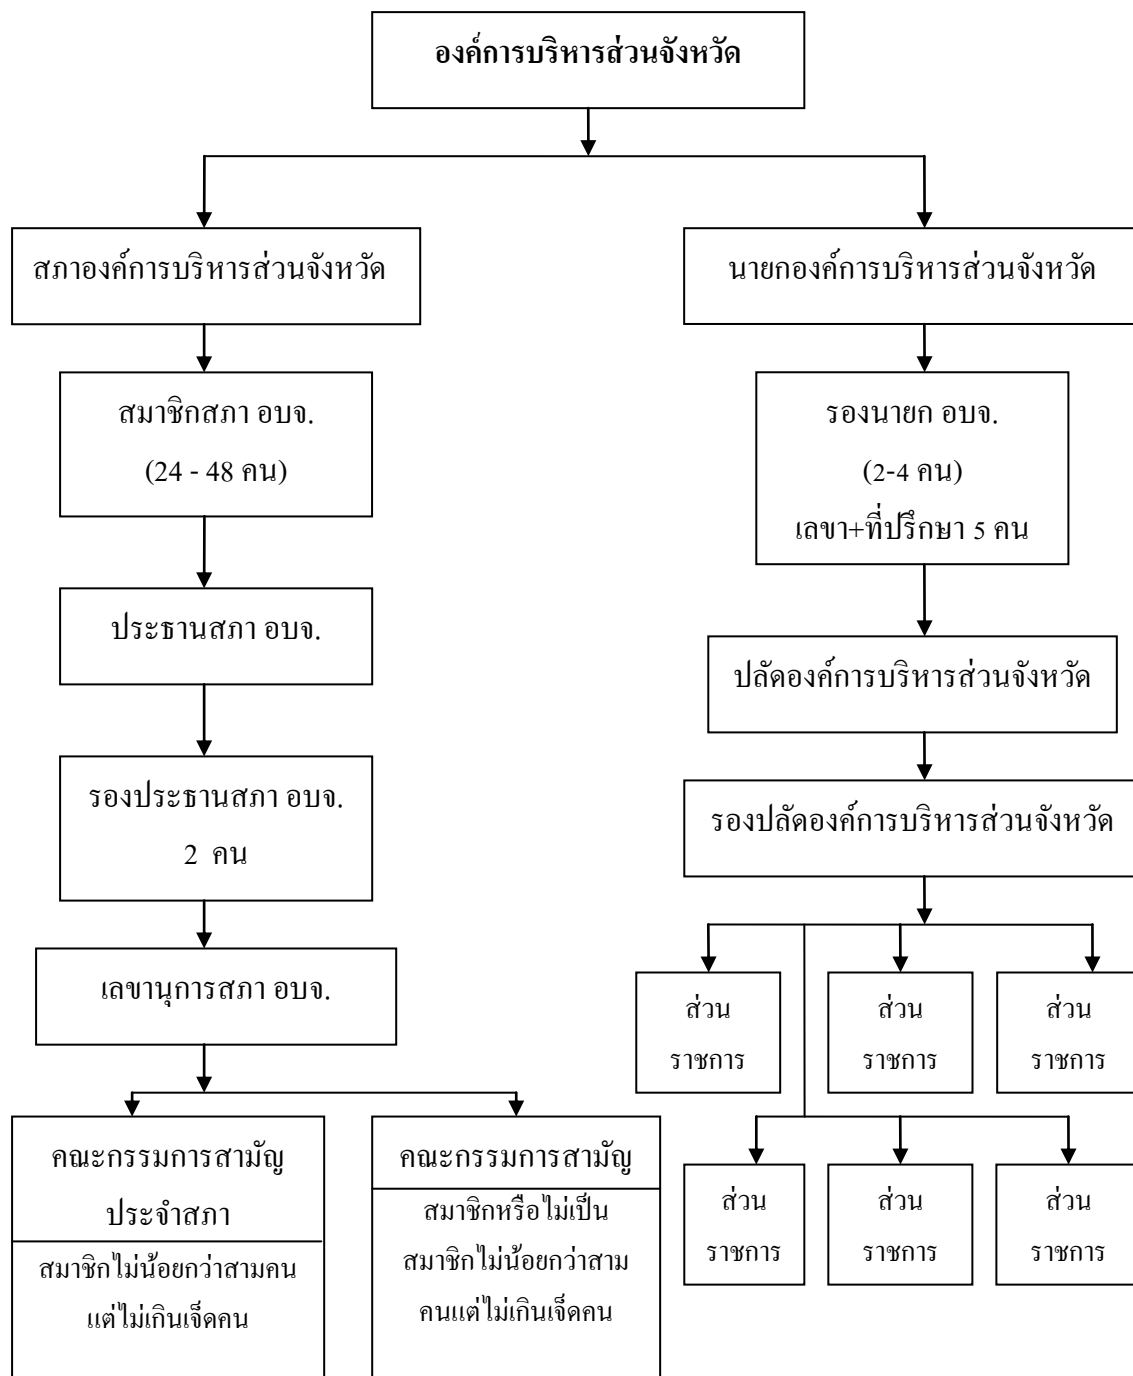 องค์การบริหารส่วนจังหวัด
สภาองค์การบริหารส่วนจังหวัด
นายกองค์การบริหารส่วนจังหวัด
สมาชิกสภา อบจ.
(24 - 48 คน)
รองนายก อบจ.
(2-4 คน)
เลขา+ที่ปรึกษา 5 คน
ประธานสภา อบจ.
ปลัดองค์การบริหารส่วนจังหวัด
รองประธานสภา อบจ.
2 คน
รองปลัดองค์การบริหารส่วนจังหวัด
เลขานุการสภา อบจ.
ส่วน
ราชการ
ส่วน
ราชการ
ส่วน
ราชการ
คณะกรรมการสามัญ
ประจำสภา
สมาชิกไม่น้อยกว่าสามคน
แต่ไม่เกินเจ็ดคน
คณะกรรมการสามัญ
สมาชิกหรือไม่เป็น
สมาชิกไม่น้อยกว่าสาม
คนแต่ไม่เกินเจ็ดคน
ส่วน
ราชการ
ส่วน
ราชการ
ส่วน
ราชการ